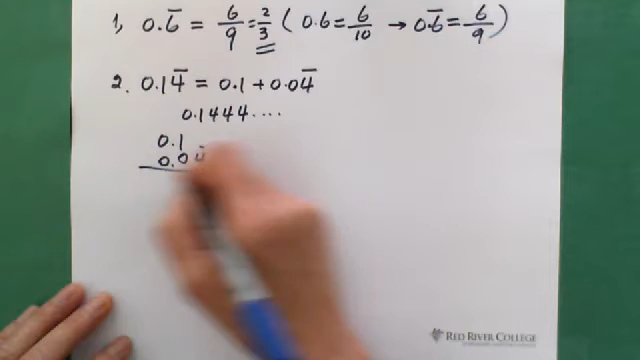 1, 0.6̅ = 6/9 = 2/3 ( 0.6 = 6/10 → 0.6̅ = 6/9 )
2. 0.14̅ = 0.1 + 0.04̅
0.1444....
0.1
0.04̅
RED RIVER COLLEGE